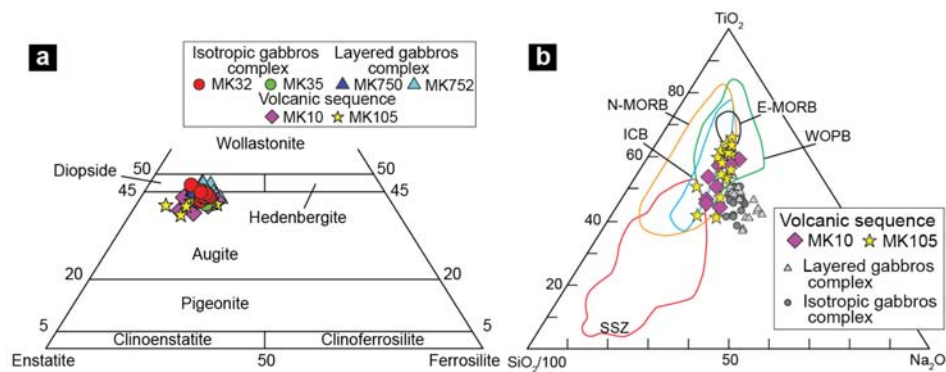 a
Isotropic gabbros complex
Layered gabbros complex
MK32
MK35
MK750
MK752
Volcanic sequence
MK10
MK105
Wollastonite
Diopside
50
50
45
45
Hedenbergite
Augite
20
20
Pigeonite
5
5
Clinoenstatite
Clinoferrosilite
Enstatite
50
Ferrosilite
b
TiO₂
80
N-MORB
E-MORB
ICB
WOPB
60
40
20
SSZ
SiO₂/100
50
Na₂O
Volcanic sequence
MK10
MK105
Layered gabbros
complex
Isotropic gabbros
complex